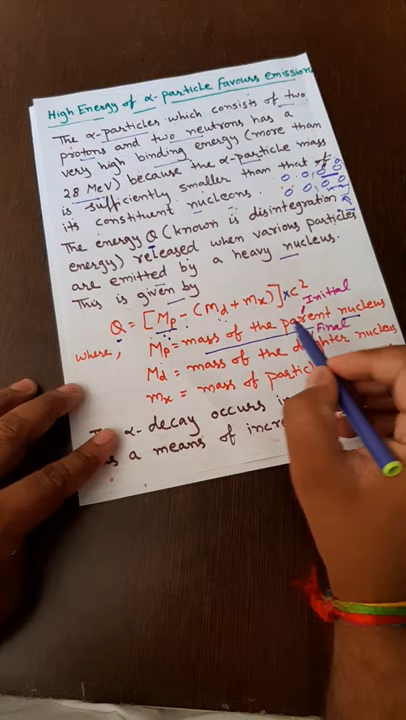 High Energy of α-particle favours emission
The α-particles which consists of two
protons and two neutrons has a
very high binding energy (more than
28 MeV) because the α-particle mass
is sufficiently smaller than that of
its constituent nucleons.
The energy Q (known is disintegration
energy) released when various particles
are emitted by a heavy nucleus.
This is given by
Q = [Mp - (Md + mx)] × c²
Initial
where, Mp = mass of the parent nucleus
Final
Md = mass of the daughter nucleus
mx = mass of partic
α-decay occurs in
a means of incre